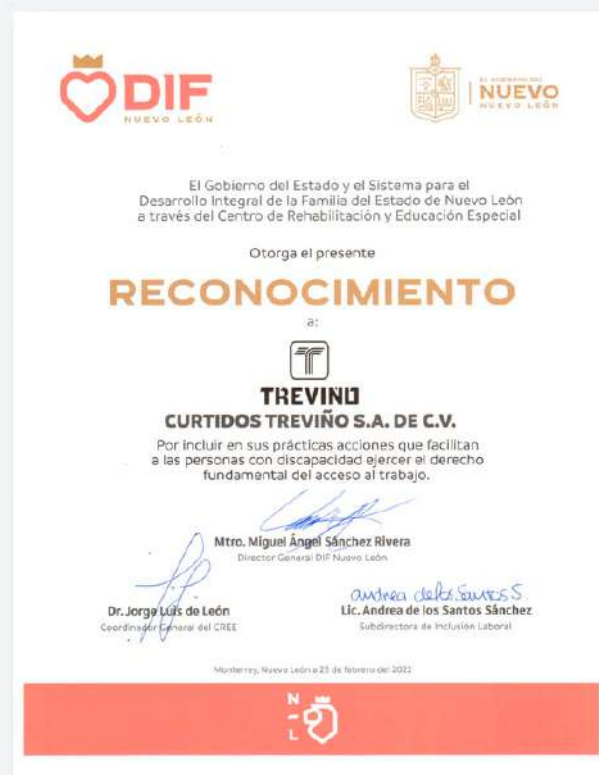 DIF
NUEVO LEÓN
EL GOBIERNO DEL
NUEVO
NUEVO LEÓN
El Gobierno del Estado y el Sistema para el
Desarrollo Integral de la Familia del Estado de Nuevo León
a través del Centro de Rehabilitación y Educación Especial
Otorga el presente
RECONOCIMIENTO
a:
TREVIÑO
CURTIDOS TREVIÑO S.A. DE C.V.
Por incluir en sus prácticas acciones que facilitan
a las personas con discapacidad ejercer el derecho
fundamental del acceso al trabajo.
Mtro. Miguel Ángel Sánchez Rivera
Director General DIF Nuevo León
andrea de los Santos S.
Dr. Jorge Luis de León
Coordinador General del CREE
Lic. Andrea de los Santos Sánchez
Subdirectora de Inclusión Laboral
Monterrey, Nuevo León a 25 de febrero del 2022
N
L